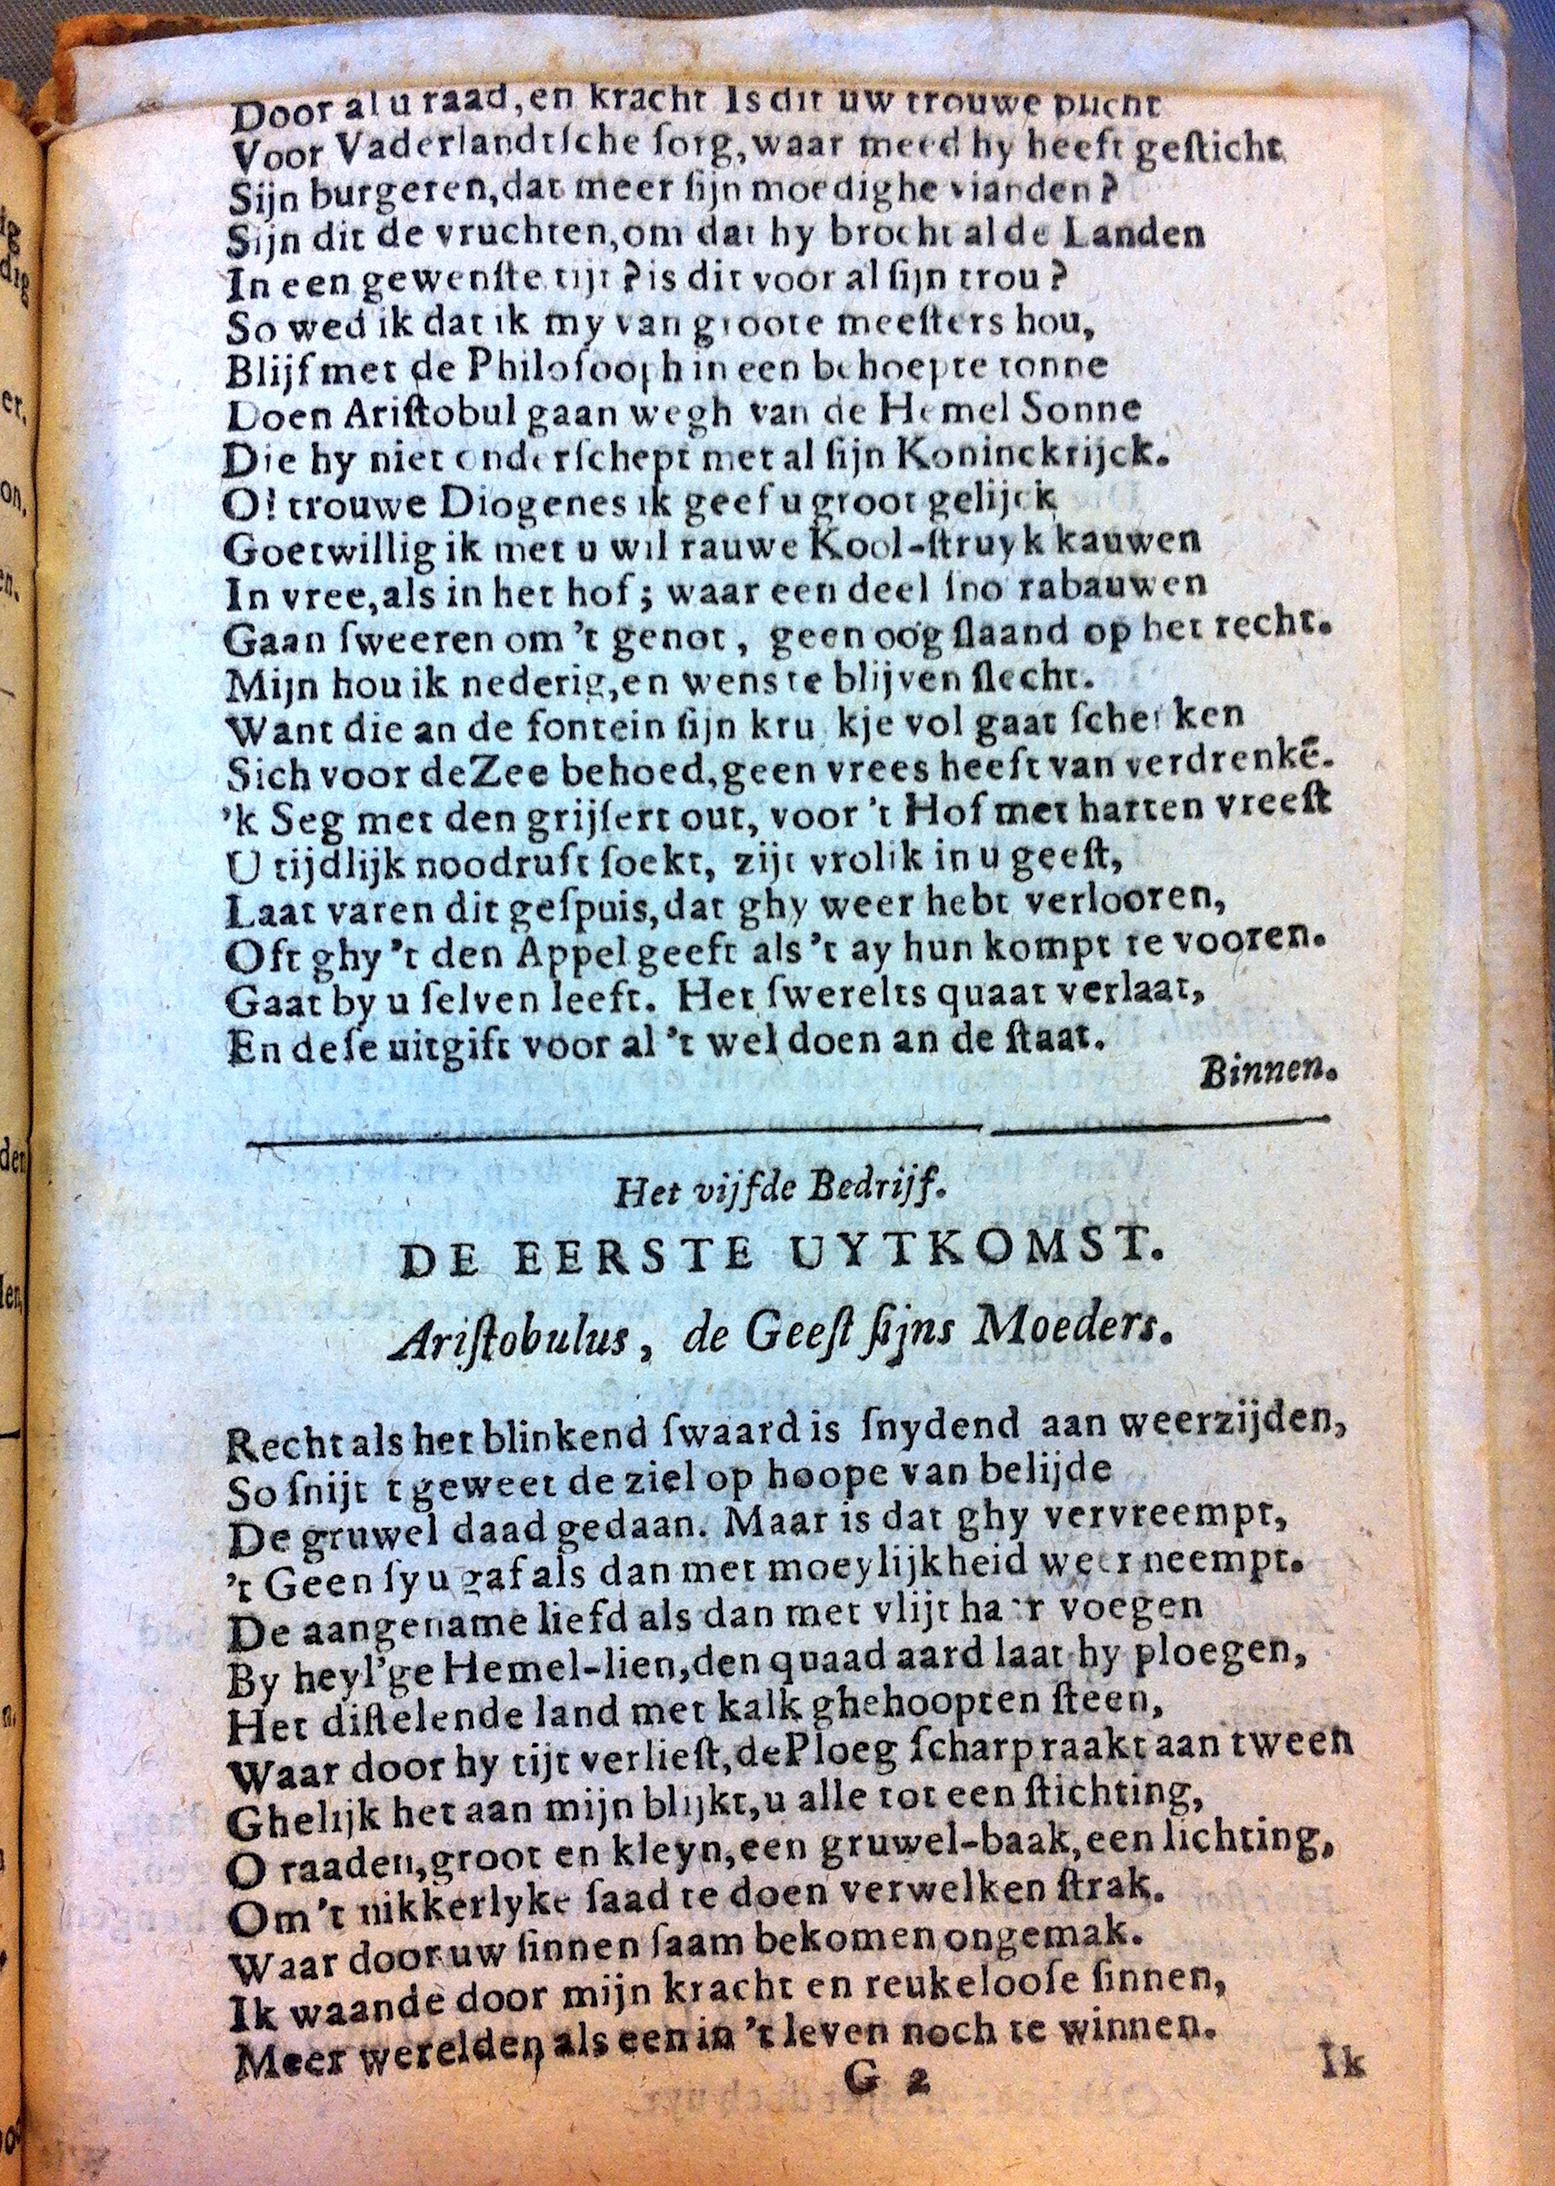 Door al u raad, en kracht Is dit uw trouwe plicht
Voor Vaderlandtſche ſorg, waar meed hy heeft geſticht
Sijn burgeren, dat meer ſijn moedighe vianden?
Sijn dit de vruchten, om dat hy brocht al de Landen
In een gewenſte tijt? is dit voor al ſijn trou?
So wed ik dat ik my van groote meeſters hou,
Blijf met de Philoſooph in een behoepte tonne
Doen Ariſtobul gaan wegh van de Hemel Sonne
Die hy niet onderſchept met al ſijn Koninckrijck.
O! trouwe Diogenes ik geef u groot gelijck
Goetwillig ik met u wil rauwe Kool-ſtruyk kauwen
In vree, als in het hof; waar een deel ſno rabauwen
Gaan ſweeren om 't genot, geen oog ſlaand op het recht.
Mijn hou ik nederig, en wens te blijven ſlecht.
Want die an de fontein ſijn kru kje vol gaat ſchenken
Sich voor de Zee behoed, geen vrees heeft van verdrenkē.
'k Seg met den grijſert out, voor 't Hof met harten vreeſt
U tijdlijk noodruft ſoekt, zijt vrolik in u geeſt,
Laat varen dit geſpuis, dat ghy weer hebt verlooren,
Oft ghy 't den Appel geeft als 't ay hun kompt te vooren.
Gaat by u ſelven leeft. Het ſwerelts quaat verlaat,
En deſe uitgift voor al 't wel doen an de ſtaat.
Binnen.
Het vijfde Bedrijf.
DE EERSTE UYTKOMST.
Ariſtobulus, de Geeſt ſijns Moeders.
Recht als het blinkend ſwaard is ſnydend aan weerzijden,
So ſnijt t geweet de ziel op hoope van belijde
De gruwel daad gedaan. Maar is dat ghy vervreempt,
't Geen ſy u gaf als dan met moeylijkheid weer neempt.
De aangename liefd als dan met vlijt haar voegen
By heyl'ge Hemel-lien, den quaad aard laat hy ploegen,
Het diſtelende land met kalk ghehoopten ſteen,
Waar door hy tijt verlieſt, de Ploeg ſcharp raakt aan tween
Ghelijk het aan mijn blijkt, u alle tot een ſtichting,
O raaden, groot en kleyn, een gruwel-baak, een lichting,
Om 't nikkerlyke ſaad te doen verwelken ſtrak.
Waar door uw ſinnen ſaam bekomen ongemak.
Ik waande door mijn kracht en reukelooſe ſinnen,
Meer werelden als een in 't leven noch te winnen.
G 2
Ik